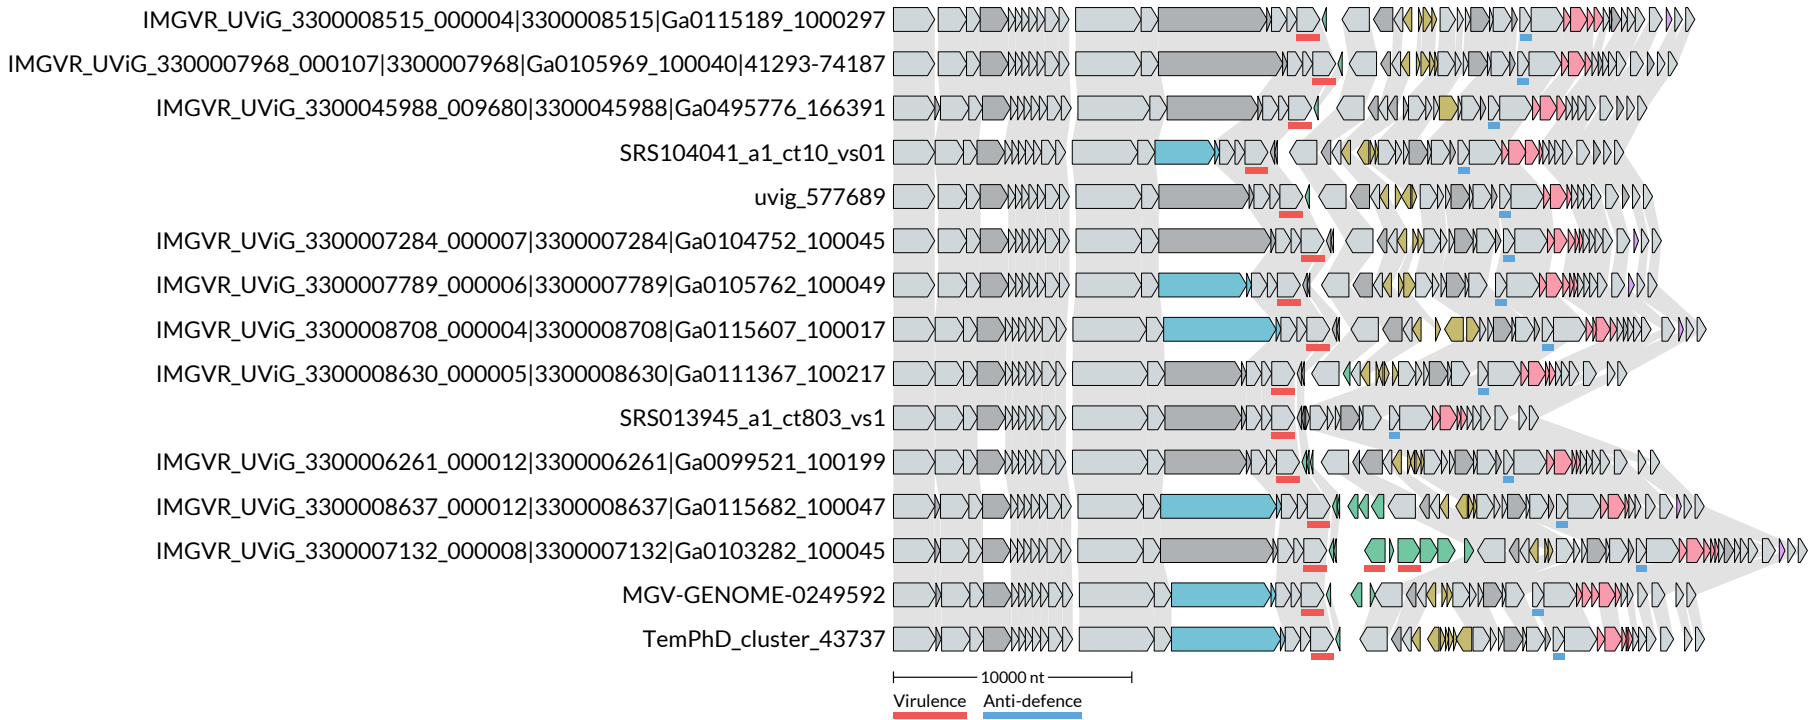 IMGVR_UViG_3300008515_000004|3300008515|Ga0115189_1000297
IMGVR_UViG_3300007968_000107|3300007968|Ga0105969_100040|41293-74187
IMGVR_UViG_3300045988_009680|3300045988|Ga0495776_166391
SRS104041_a1_ct10_vs01
uvig_577689
IMGVR_UViG_3300007284_000007|3300007284|Ga0104752_100045
IMGVR_UViG_3300007789_000006|3300007789|Ga0105762_100049
IMGVR_UViG_3300008708_000004|3300008708|Ga0115607_100017
IMGVR_UViG_3300008630_000005|3300008630|Ga0111367_100217
SRS013945_a1_ct803_vs1
IMGVR_UViG_3300006261_000012|3300006261|Ga0099521_100199
IMGVR_UViG_3300008637_000012|3300008637|Ga0115682_100047
IMGVR_UViG_3300007132_000008|3300007132|Ga0103282_100045
MGV-GENOME-0249592
TemPhD_cluster_43737
10000 nt
Virulence Anti-defence